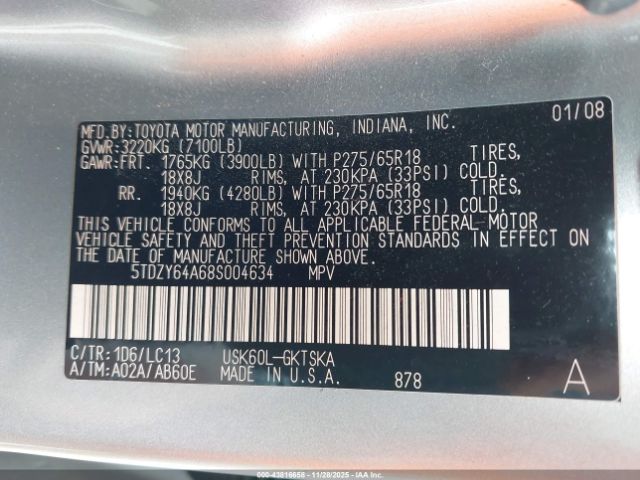 MFD.BY:TOYOTA MOTOR MANUFACTURING, INDIANA, INC. 01/08
GVWR:3220KG (7100LB)
GAWR:FRT. 1765KG (3900LB) WITH P275/65R18 TIRES,
18X8J RIMS, AT 230KPA (33PSI) COLD.
RR. 1940KG (4280LB) WITH P275/65R18 TIRES,
18X8J RIMS, AT 230KPA (33PSI) COLD.
THIS VEHICLE CONFORMS TO ALL APPLICABLE FEDERAL MOTOR
VEHICLE SAFETY AND THEFT PREVENTION STANDARDS IN EFFECT ON
THE DATE OF MANUFACTURE SHOWN ABOVE.
5TDZY64A68S004634 MPV
C/TR:1D6/LC13 USK60L-GKTSKA
A/TM:A02A/AB60E MADE IN U.S.A. 878 A
© IAA - 43816658 - 11/28/2025 - IAAI.COM